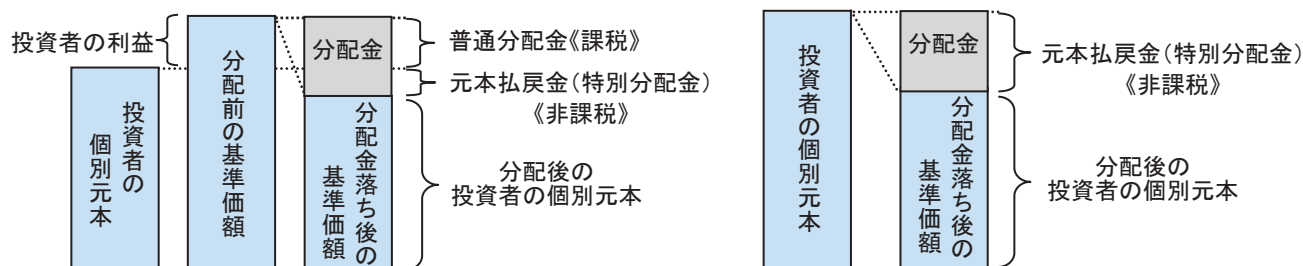 投資者の利益
投資者の
個別元本
分配前の基準価額
分配金
分配金落ち後の
基準価額
普通分配金《課税》
元本払戻金(特別分配金)
《非課税》
分配後の
投資者の個別元本
投資者の個別元本
分配金
分配金落ち後の
基準価額
元本払戻金(特別分配金)
《非課税》
分配後の
投資者の個別元本